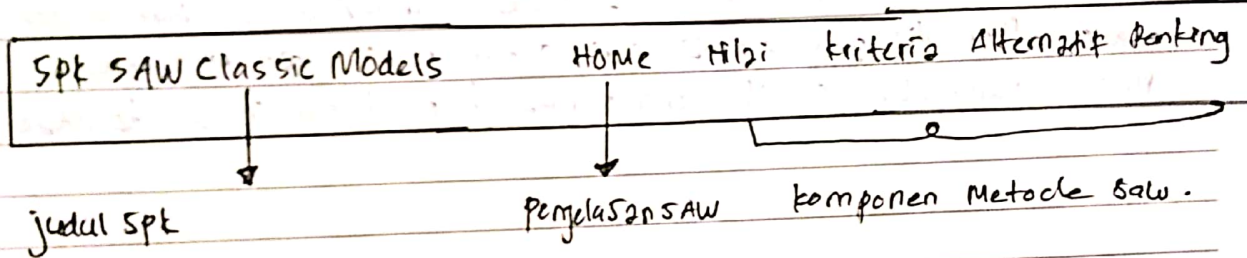 SPK SAW Classic Models HOME Nilai kriteria Alternatif Ranking
judul SPK Penjelasan SAW komponen Metode Saw.